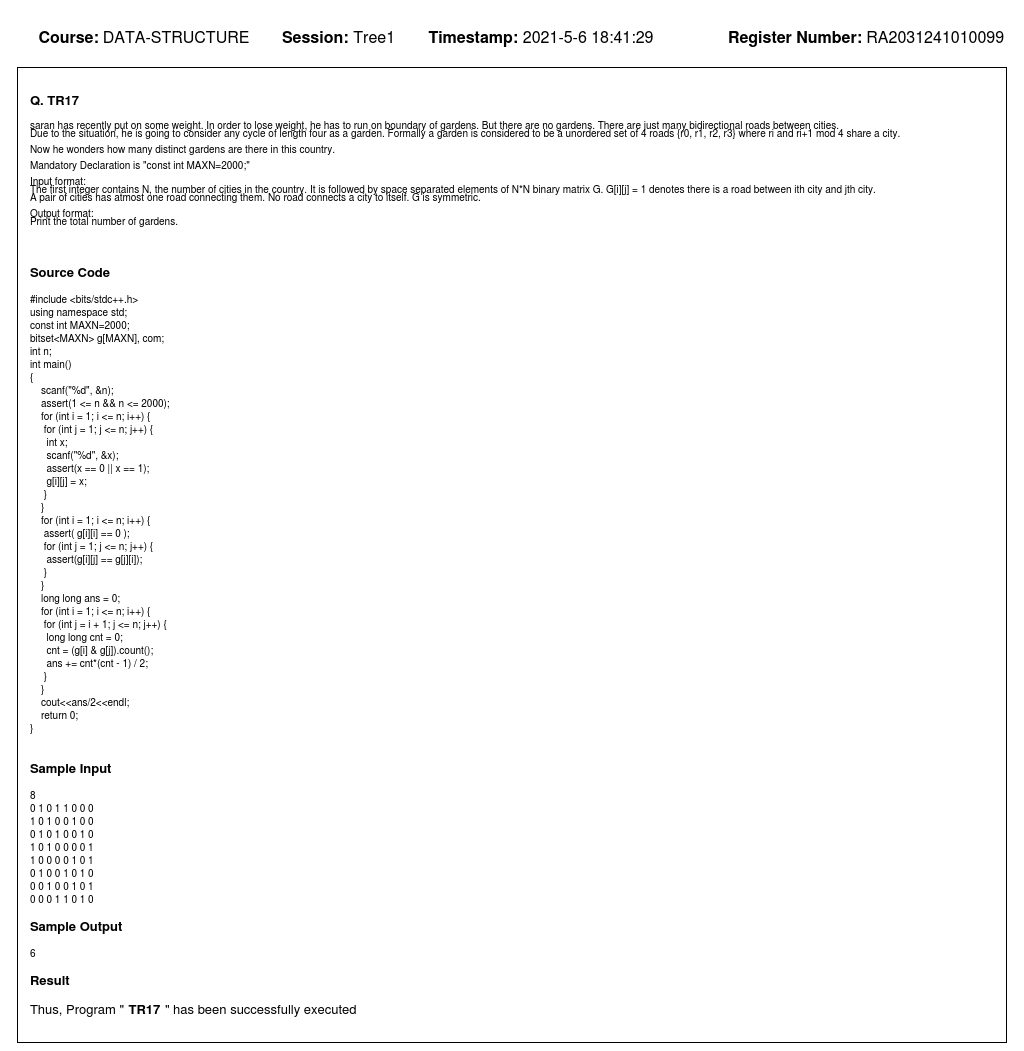 Course: DATA-STRUCTURE Session: Tree1 Timestamp: 2021-5-6 18:41:29 Register Number: RA2031241010099
Q. TR17
saran has recently put on some weight. In order to lose weight, he has to run on boundary of gardens. But there are no gardens. There are just many bidirectional roads between cities.
Due to the situation, he is going to consider any cycle of length four as a garden. Formally a garden is considered to be a unordered set of 4 roads {r0, r1, r2, r3} where ri and ri+1 mod 4 share a city.
Now he wonders how many distinct gardens are there in this country.
Mandatory Declaration is "const int MAXN=2000;"
Input format:
The first integer contains N, the number of cities in the country. It is followed by space separated elements of N*N binary matrix G. G[i][j] = 1 denotes there is a road between ith city and jth city.
A pair of cities has atmost one road connecting them. No road connects a city to itself. G is symmetric.
Output format:
Print the total number of gardens.
Source Code
#include <bits/stdc++.h>
using namespace std;
const int MAXN=2000;
bitset<MAXN> g[MAXN], com;
int n;
int main()
{
    scanf("%d", &n);
    assert(1 <= n && n <= 2000);
    for (int i = 1; i <= n; i++) {
     for (int j = 1; j <= n; j++) {
      int x;
      scanf("%d", &x);
      assert(x == 0 || x == 1);
      g[i][j] = x;
     }
    }
    for (int i = 1; i <= n; i++) {
     assert( g[i][i] == 0 );
     for (int j = 1; j <= n; j++) {
      assert(g[i][j] == g[j][i]);
     }
    }
    long long ans = 0;
    for (int i = 1; i <= n; i++) {
     for (int j = i + 1; j <= n; j++) {
      long long cnt = 0;
      cnt = (g[i] & g[j]).count();
      ans += cnt*(cnt - 1) / 2;
     }
    }
    cout<<ans/2<<endl;
    return 0;
}
Sample Input
8
0 1 0 1 1 0 0 0
1 0 1 0 0 1 0 0
0 1 0 1 0 0 1 0
1 0 1 0 0 0 0 1
1 0 0 0 0 1 0 1
0 1 0 0 1 0 1 0
0 0 1 0 0 1 0 1
0 0 0 1 1 0 1 0
Sample Output
6
Result
Thus, Program " TR17 " has been successfully executed